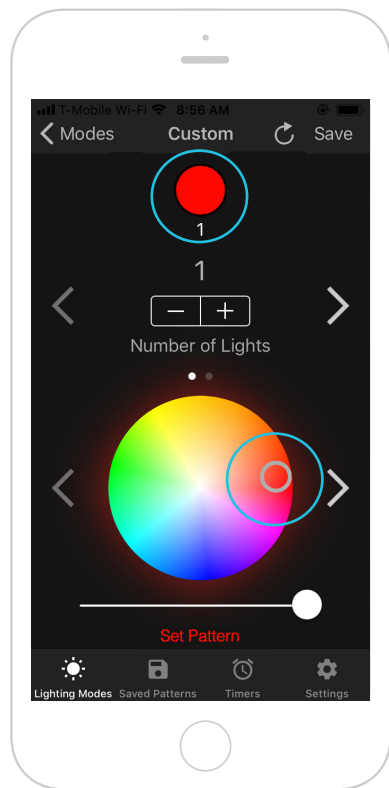 T-Mobile Wi-Fi 8:56 AM
Modes Custom Save
1
1
− +
Number of Lights
Set Pattern
Lighting Modes Saved Patterns Timers Settings